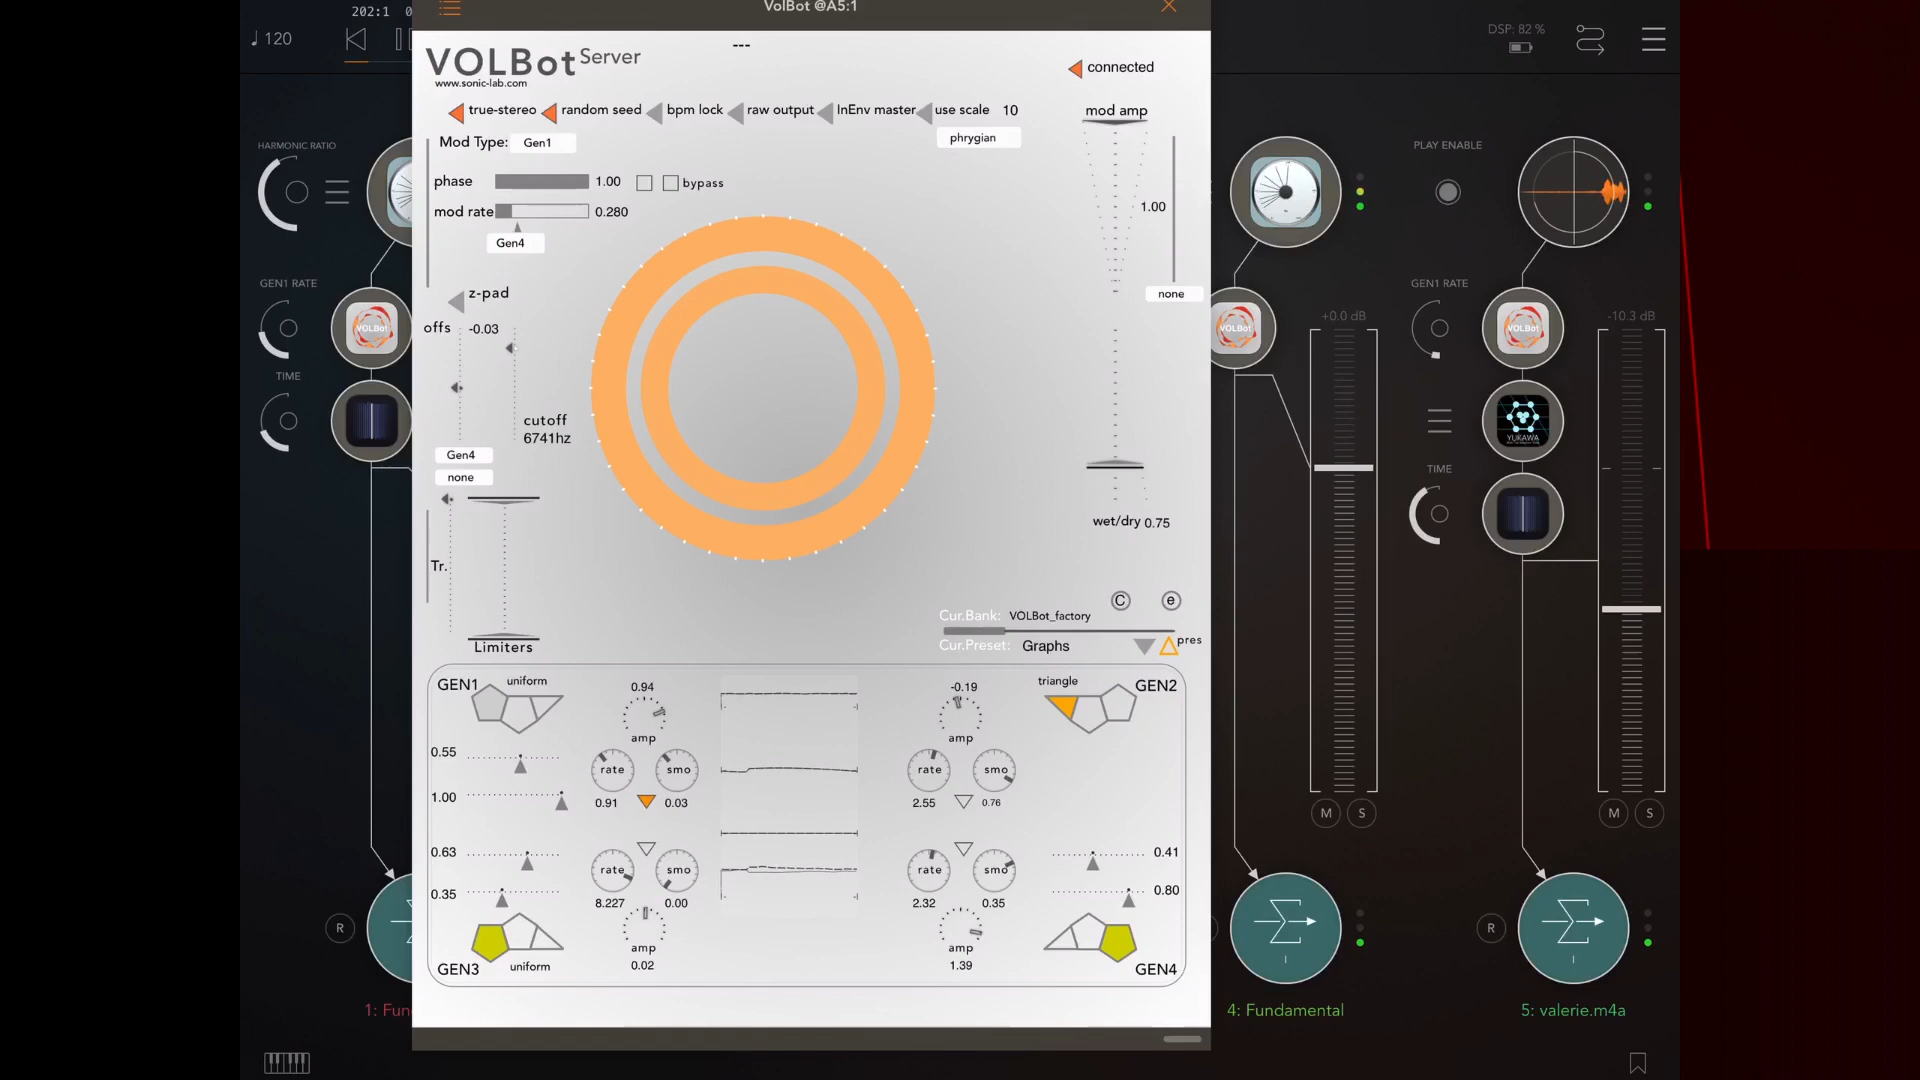 202:1
VolBot @A5:1
120
DSP: 82 %
---
VOLBot Server
www.sonic-lab.com
connected
true-stereo
random seed
bpm lock
raw output
InEnv master
use scale
10
mod amp
phrygian
HARMONIC RATIO
Mod Type:
Gen1
PLAY ENABLE
phase
1.00
bypass
mod rate
0.280
1.00
Gen4
GEN1 RATE
z-pad
none
GEN1 RATE
offs
-0.03
+0.0 dB
-10.3 dB
VOLBot
VOLBot
VOLBot
TIME
cutoff
6741hz
YUKAWA
Gen4
none
TIME
wet/dry 0.75
Tr.
C
e
Cur.Bank:
VOLBot_factory
Limiters
Cur.Preset:
Graphs
pres
GEN1
uniform
0.94
amp
-0.19
amp
triangle
GEN2
0.55
rate
smo
rate
smo
1.00
0.91
0.03
2.55
0.76
M
S
M
S
0.63
rate
smo
rate
smo
0.41
0.35
8.227
0.00
2.32
0.35
0.80
R
R
amp
amp
GEN3
uniform
0.02
1.39
GEN4
1: Fun
4: Fundamental
5: valerie.m4a